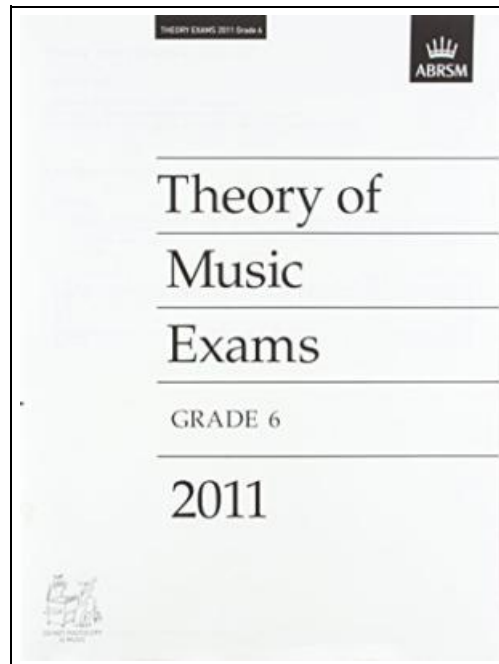 THEORY EXAMS 2011 Grade 6
ABRSM
Theory of
Music
Exams
GRADE 6
2011